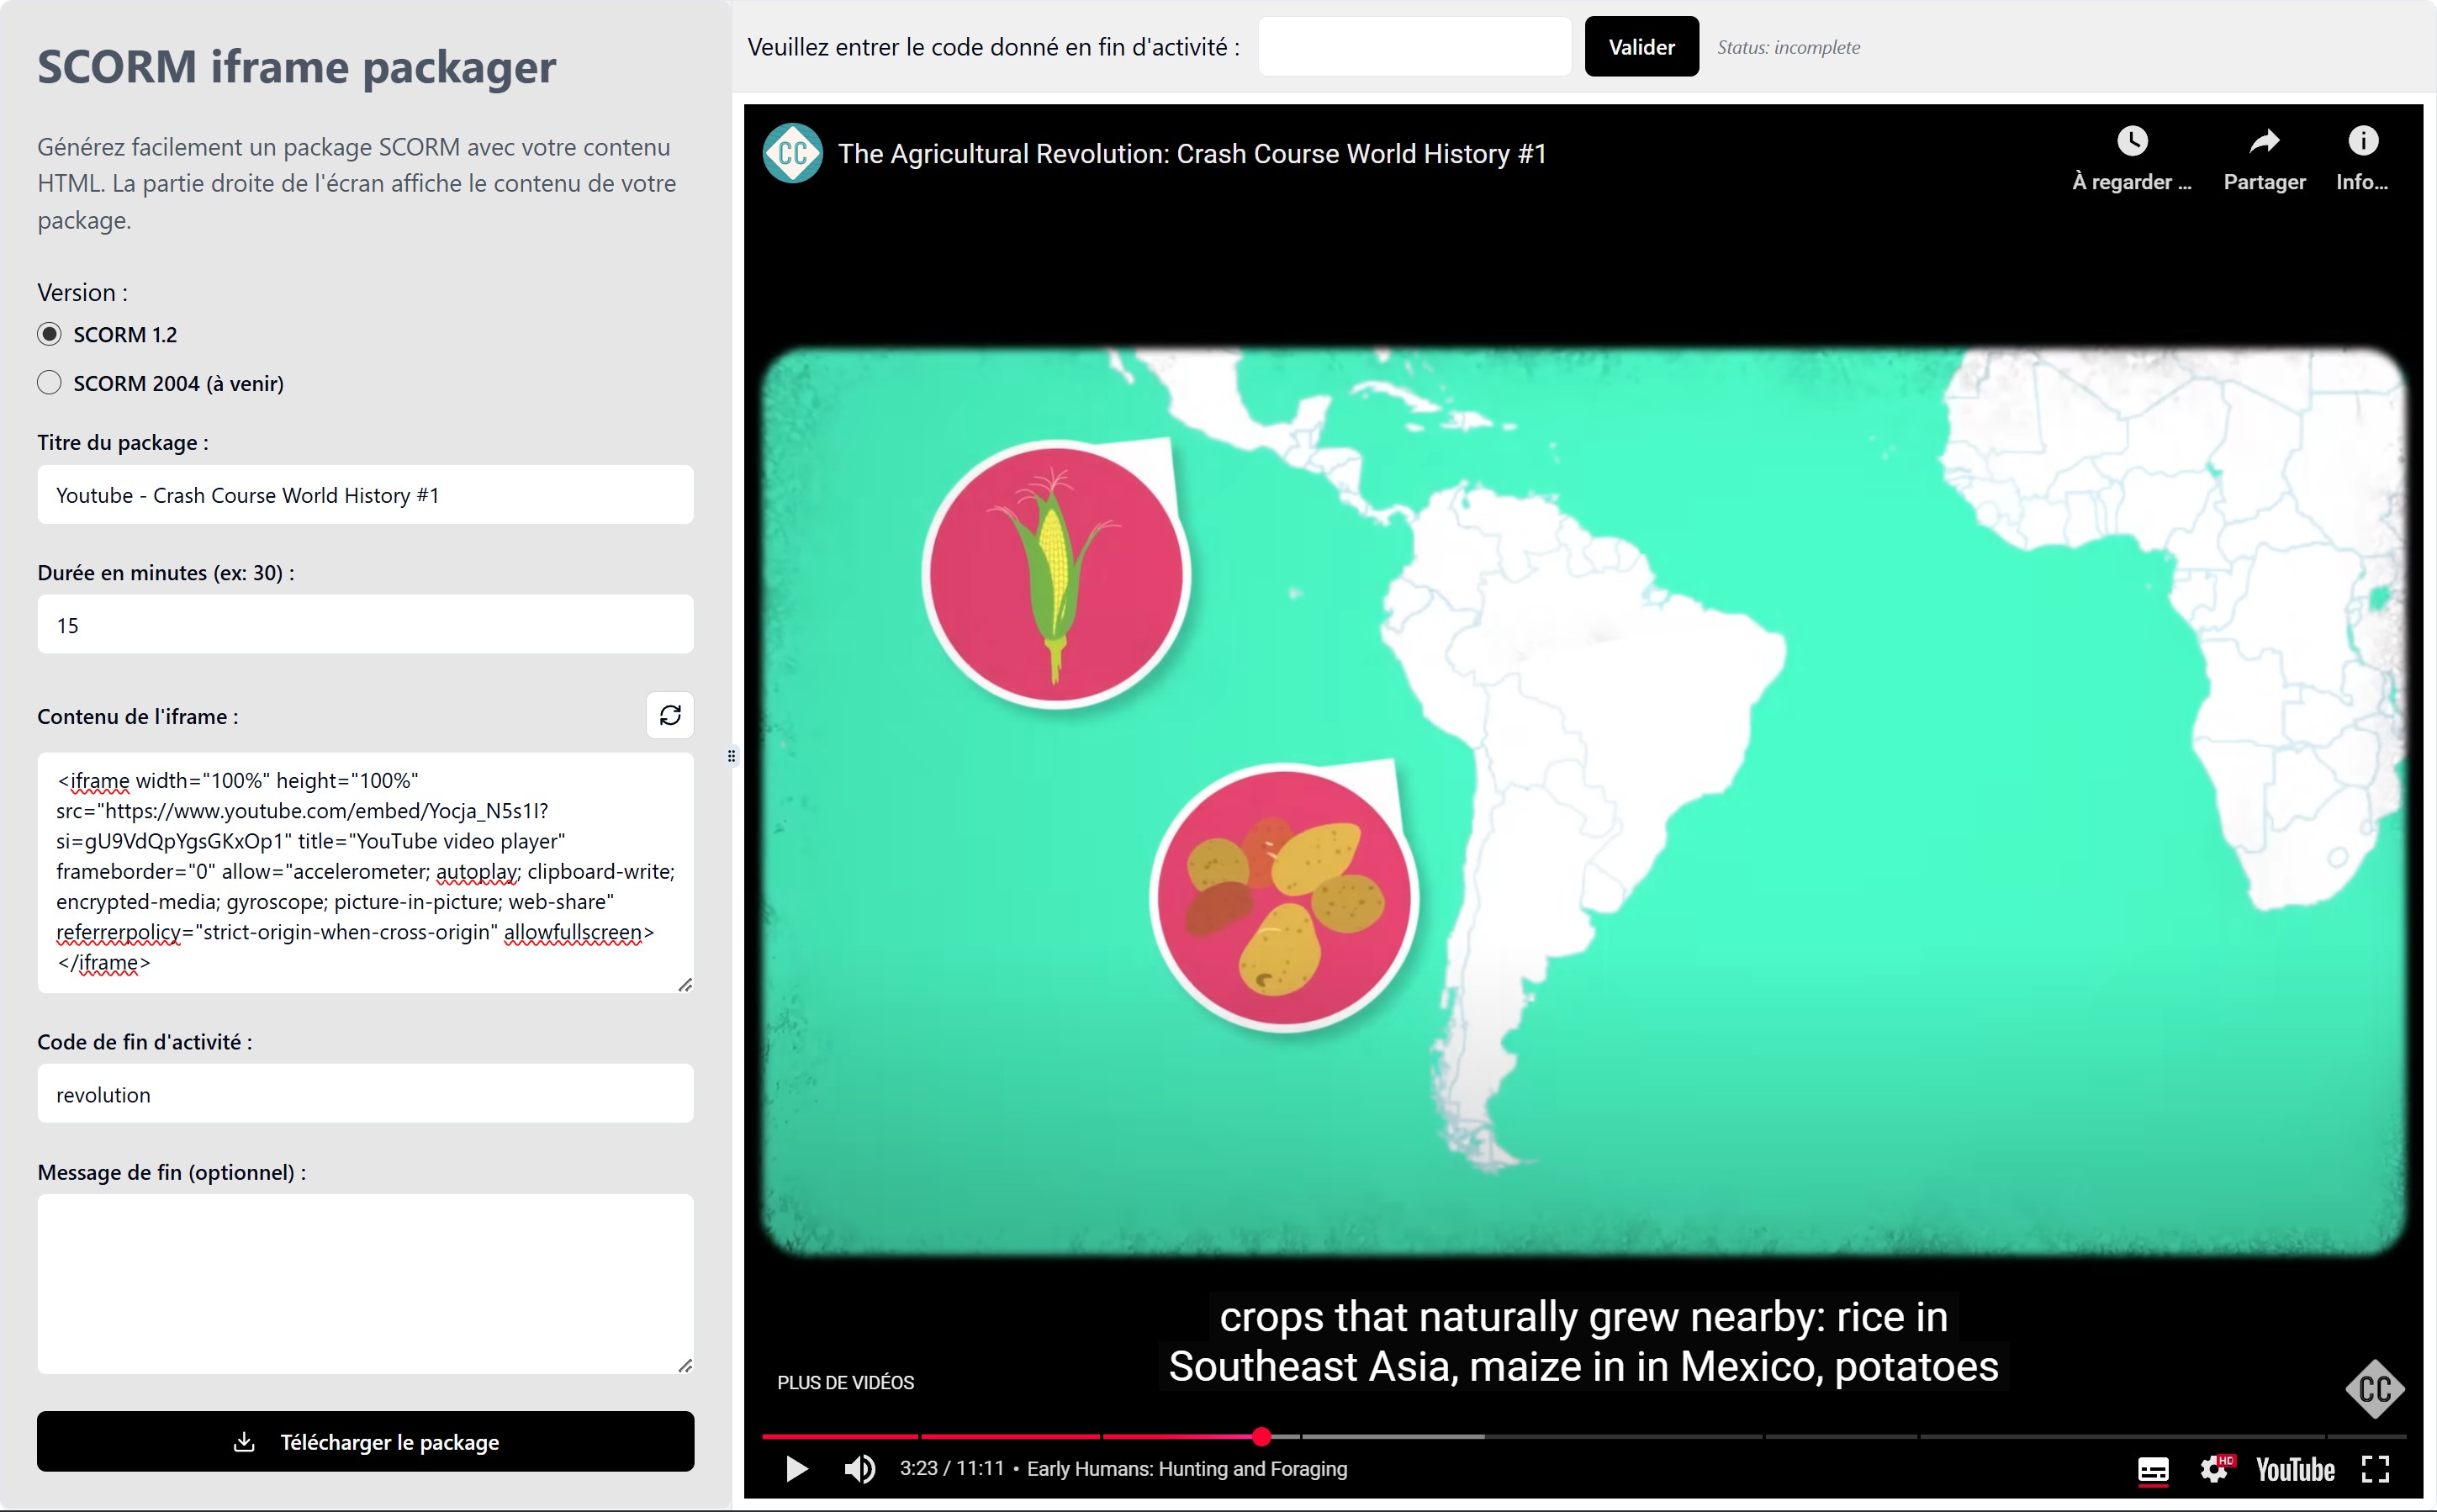 SCORM iframe packager
Générez facilement un package SCORM avec votre contenu
HTML. La partie droite de l'écran affiche le contenu de votre
package.
Version :
SCORM 1.2
SCORM 2004 (à venir)
Titre du package :
Youtube - Crash Course World History #1
Durée en minutes (ex: 30) :
15
Contenu de l'iframe :
<iframe width="100%" height="100%"
src="https://www.youtube.com/embed/Yocja_N5s1I?
si=gU9VdQpYgsGKxOp1" title="YouTube video player"
frameborder="0" allow="accelerometer; autoplay; clipboard-write;
encrypted-media; gyroscope; picture-in-picture; web-share"
referrerpolicy="strict-origin-when-cross-origin" allowfullscreen>
</iframe>
Code de fin d'activité :
revolution
Message de fin (optionnel) :
Télécharger le package
Veuillez entrer le code donné en fin d'activité :
Valider
Status: incomplete
CC
The Agricultural Revolution: Crash Course World History #1
À regarder ...
Partager
Info...
crops that naturally grew nearby: rice in
Southeast Asia, maize in in Mexico, potatoes
PLUS DE VIDÉOS
CC
3:23 / 11:11 • Early Humans: Hunting and Foraging
HD
YouTube